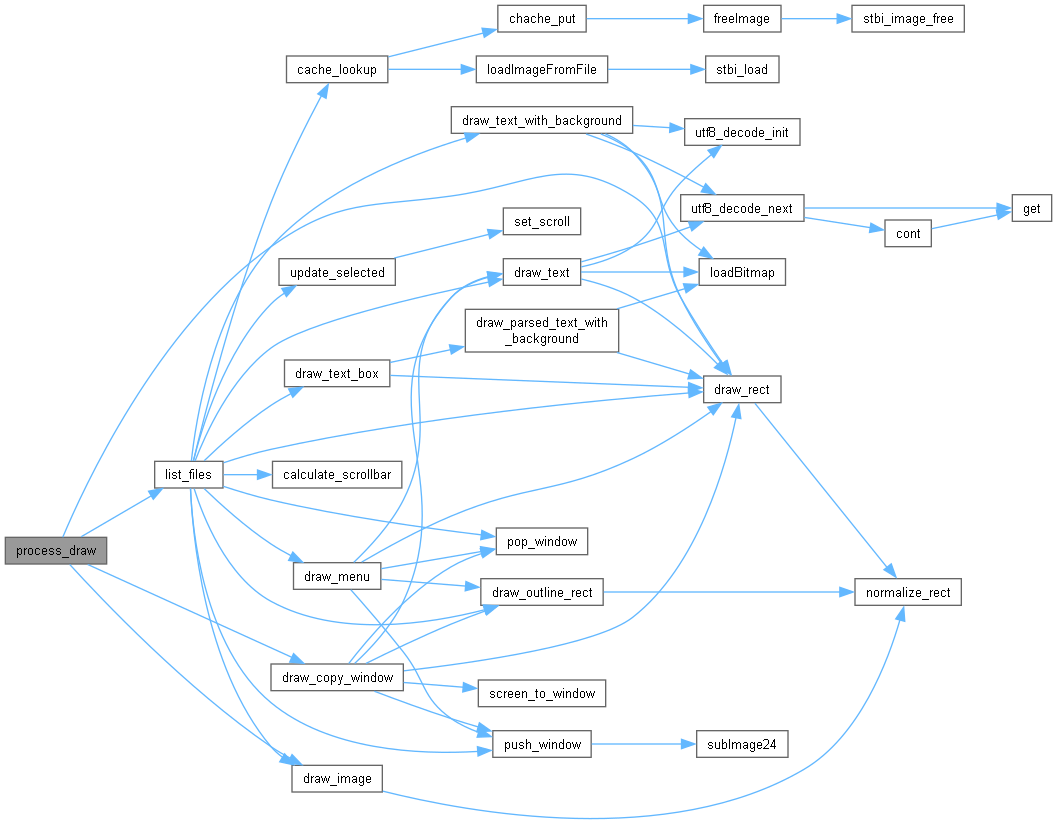 chache_put
freeImage
stbi_image_free
cache_lookup
loadImageFromFile
stbi_load
draw_text_with_background
utf8_decode_init
utf8_decode_next
get
set_scroll
cont
update_selected
draw_text
loadBitmap
draw_parsed_text_with
_background
draw_text_box
draw_rect
list_files
calculate_scrollbar
process_draw
pop_window
draw_menu
draw_outline_rect
normalize_rect
draw_copy_window
screen_to_window
push_window
subImage24
draw_image